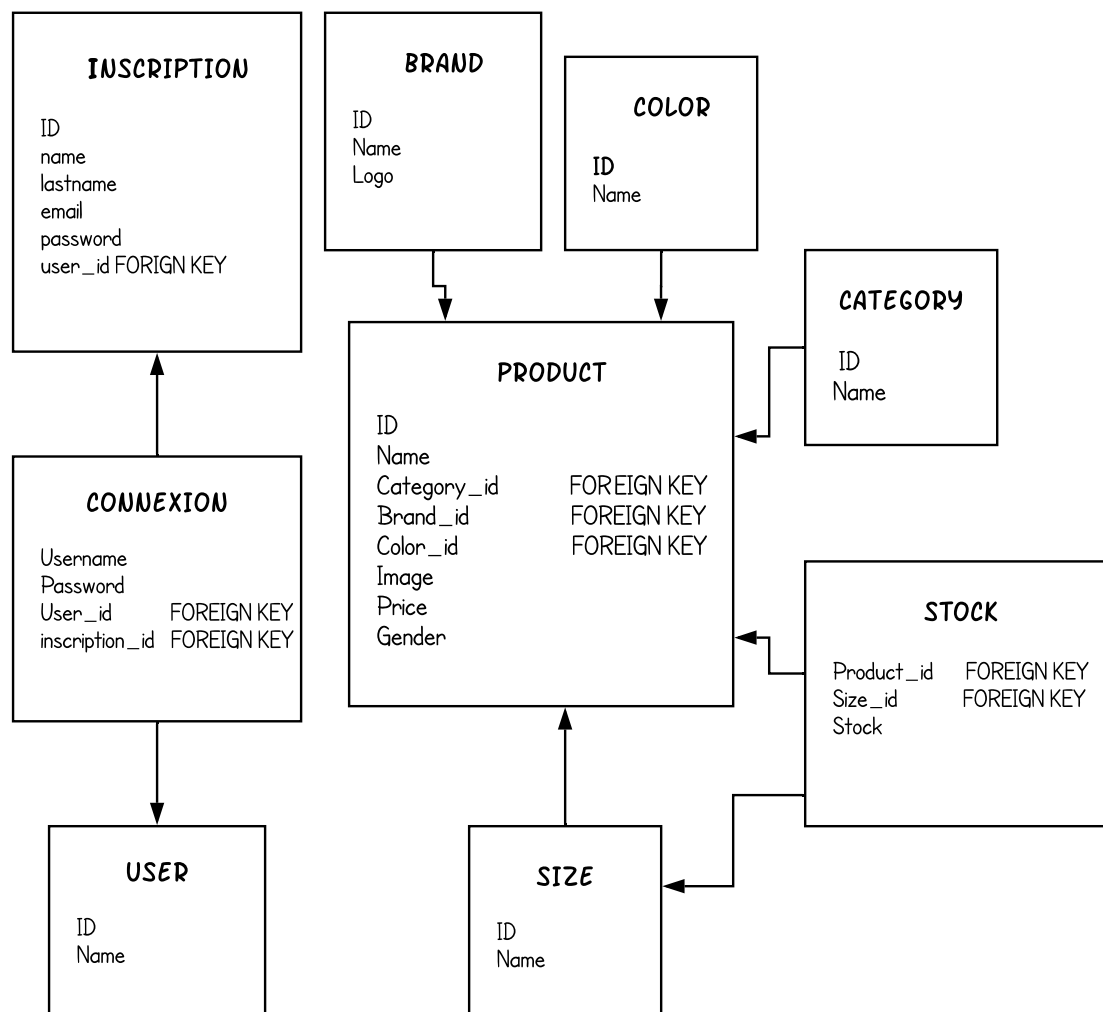 INSCRIPTION
ID
name
lastname
email
password
user_id FORIGN KEY
BRAND
ID
Name
Logo
COLOR
ID
Name
CATEGORY
ID
Name
PRODUCT
ID
Name
Category_id FOREIGN KEY
Brand_id FOREIGN KEY
Color_id FOREIGN KEY
Image
Price
Gender
CONNEXION
Username
Password
User_id FOREIGN KEY
inscription_id FOREIGN KEY
STOCK
Product_id FOREIGN KEY
Size_id FOREIGN KEY
Stock
USER
ID
Name
SIZE
ID
Name